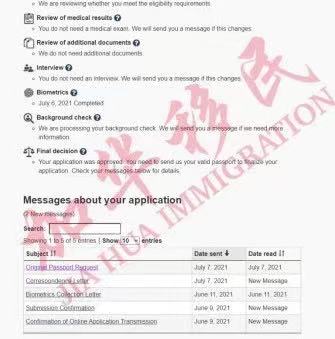 We are reviewing whether you meet the eligibility requirements.
Review of medical results
You do not need a medical exam. We will send you a message if this changes.
Review of additional documents
We do not need additional documents.
Interview
You do not need an interview. We will send you a message if this changes.
Biometrics
July 6, 2021 Completed
Background check
We are processing your background check. We will send you a message if we need more
information.
Final decision
Your application was approved. You need to send us your valid passport to finalize your
application. Check your messages below for details.
Messages about your application
(2 New messages)
Search:
Showing 1 to 5 of 5 entries | Show 10 entries
Subject Date sent Date read
Original Passport Request July 7, 2021 July 7, 2021
Correspondence Letter July 7, 2021 New Message
Biometrics Collection Letter June 11, 2021 June 11, 2021
Submission Confirmation June 9, 2021 New Message
Confirmation of Online Application Transmission June 9, 2021 New Message
加华移民
JIA HUA IMMIGRATION